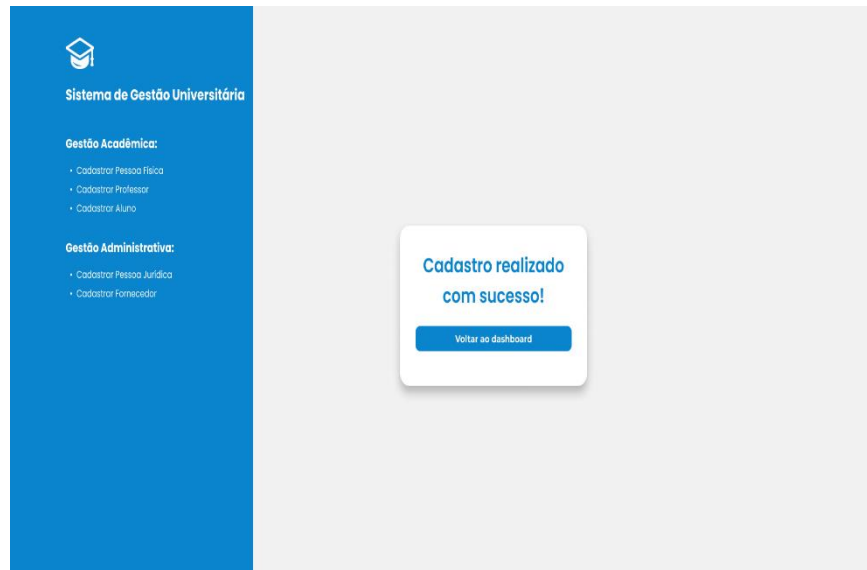 Sistema de Gestão Universitária
Gestão Acadêmica:
• Cadastrar Pessoa Física
• Cadastrar Professor
• Cadastrar Aluno
Gestão Administrativa:
• Cadastrar Pessoa Jurídica
• Cadastrar Fornecedor
Cadastro realizado
com sucesso!
Voltar ao dashboard